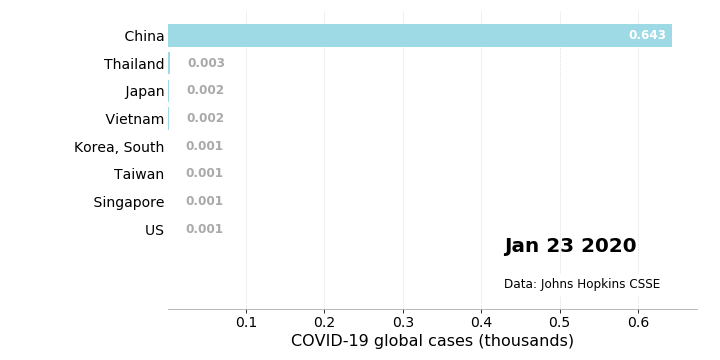 China 0.643
Thailand 0.003
Japan 0.002
Vietnam 0.002
Korea, South 0.001
Taiwan 0.001
Singapore 0.001
US 0.001
Jan 23 2020
Data: Johns Hopkins CSSE
0.1 0.2 0.3 0.4 0.5 0.6
COVID-19 global cases (thousands)